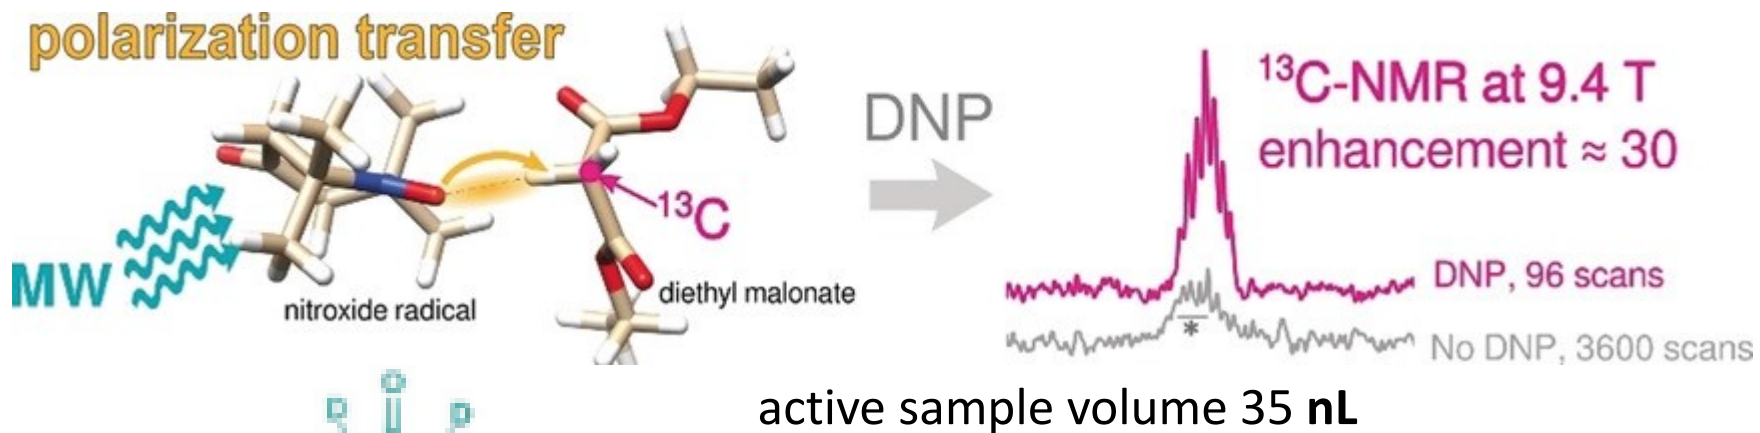 polarization transfer
MW
nitroxide radical
13C
diethyl malonate
DNP
¹³C-NMR at 9.4 T
enhancement ≈ 30
DNP, 96 scans
*
No DNP, 3600 scans
active sample volume 35 nL